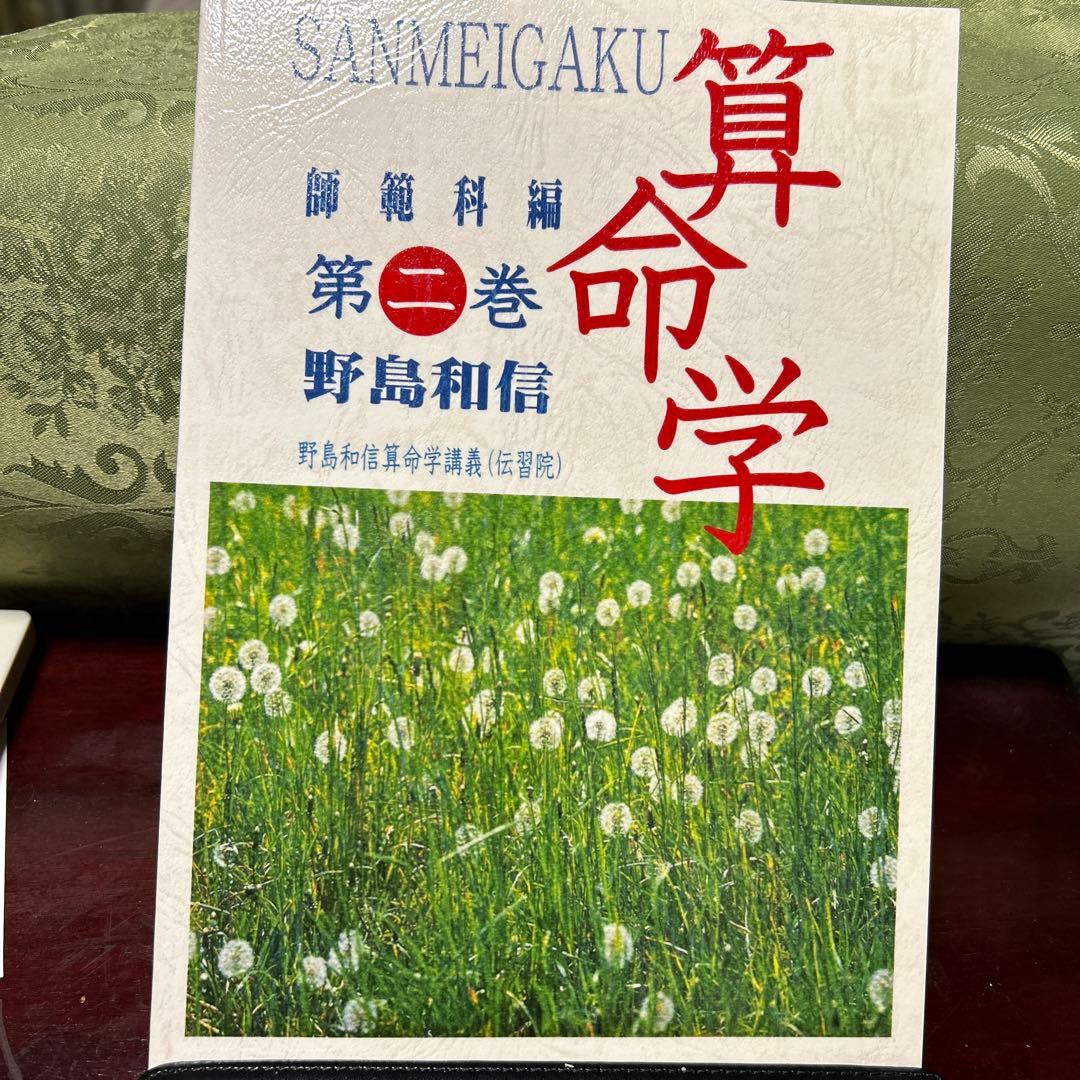 SANMEIGAKU
算命学
師範科編
第二巻
野島和信
野島和信算命学講義(伝習院)